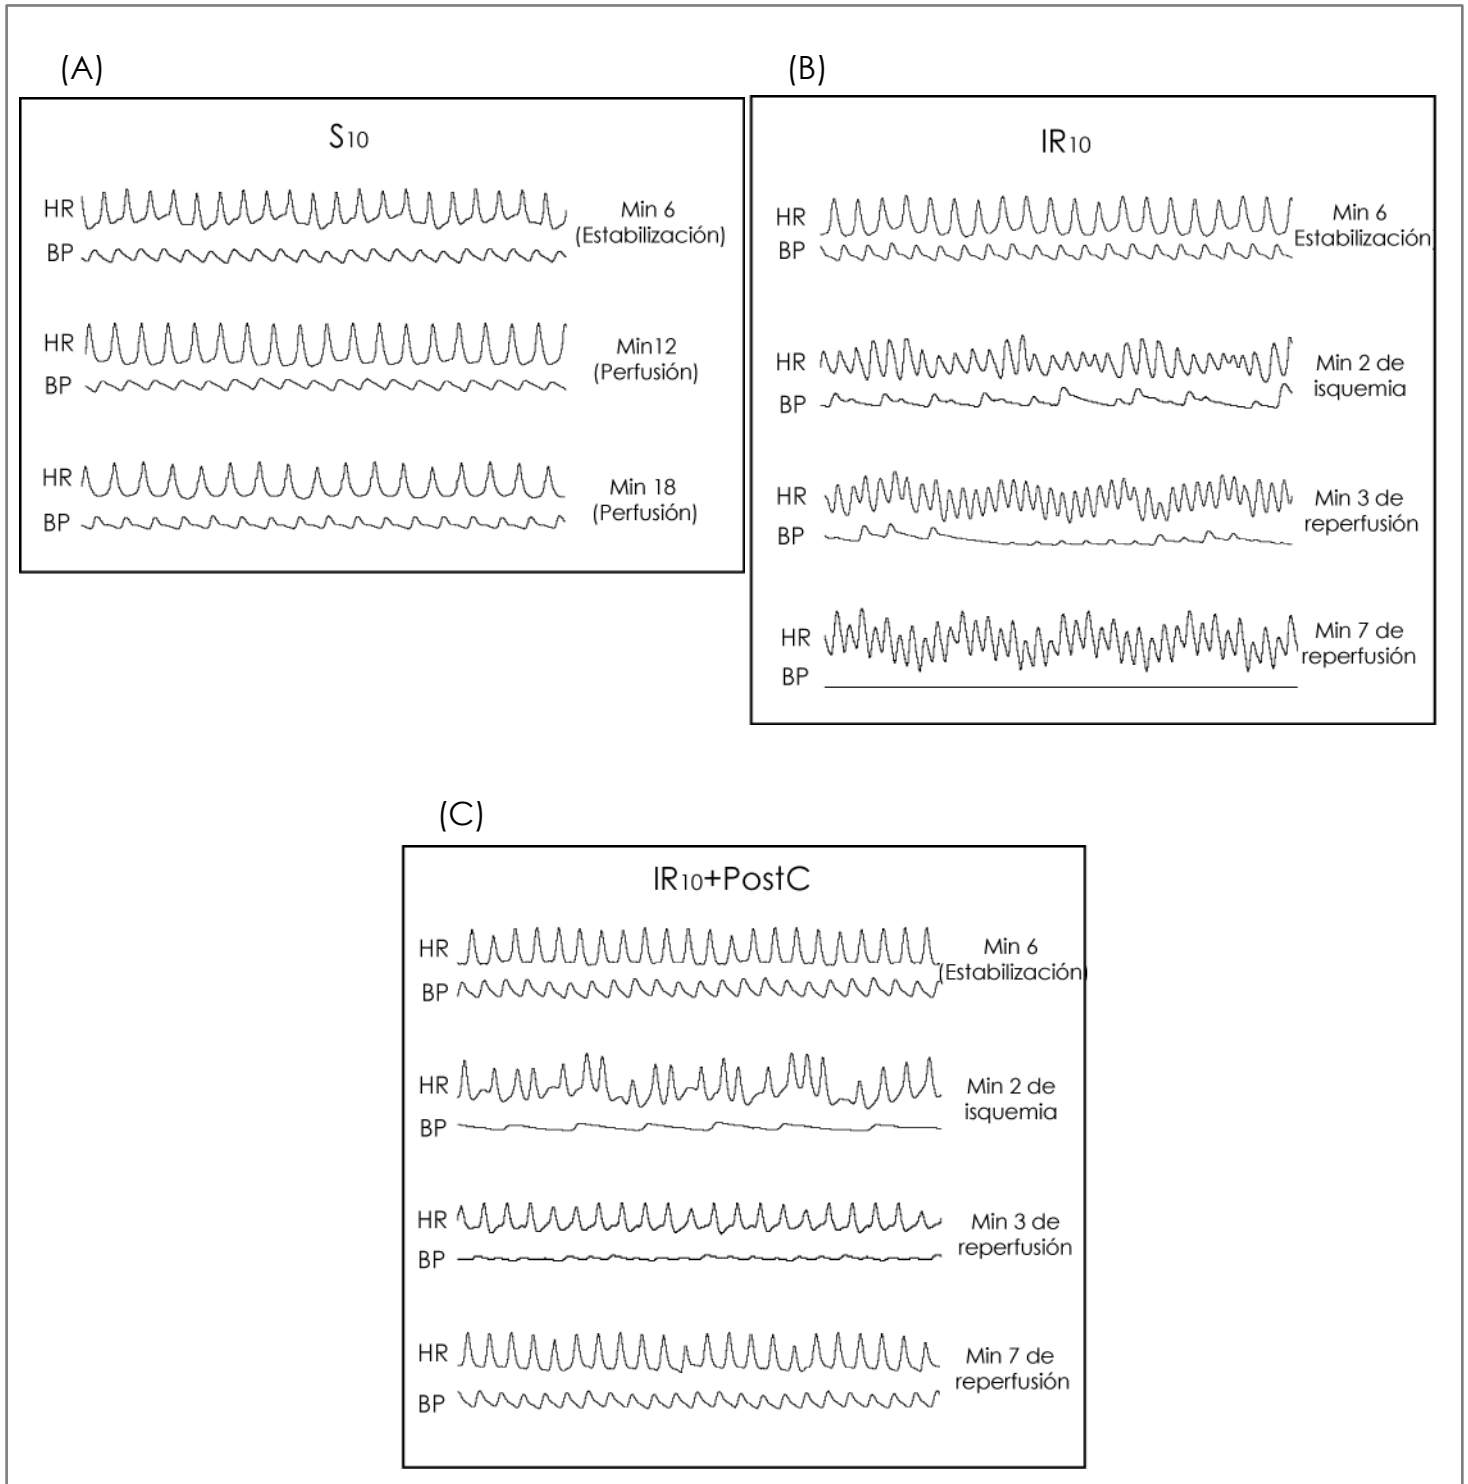 (A)
S10
HR
Min 6
(Estabilización)
BP
HR
Min12
(Perfusión)
BP
HR
Min 18
(Perfusión)
BP
(B)
IR10
HR
Min 6
Estabilización
BP
HR
Min 2 de
isquemia
BP
HR
Min 3 de
reperfusión
BP
HR
Min 7 de
reperfusión
BP
(C)
IR10+PostC
HR
Min 6
(Estabilización)
BP
HR
Min 2 de
isquemia
BP
HR
Min 3 de
reperfusión
BP
HR
Min 7 de
reperfusión
BP